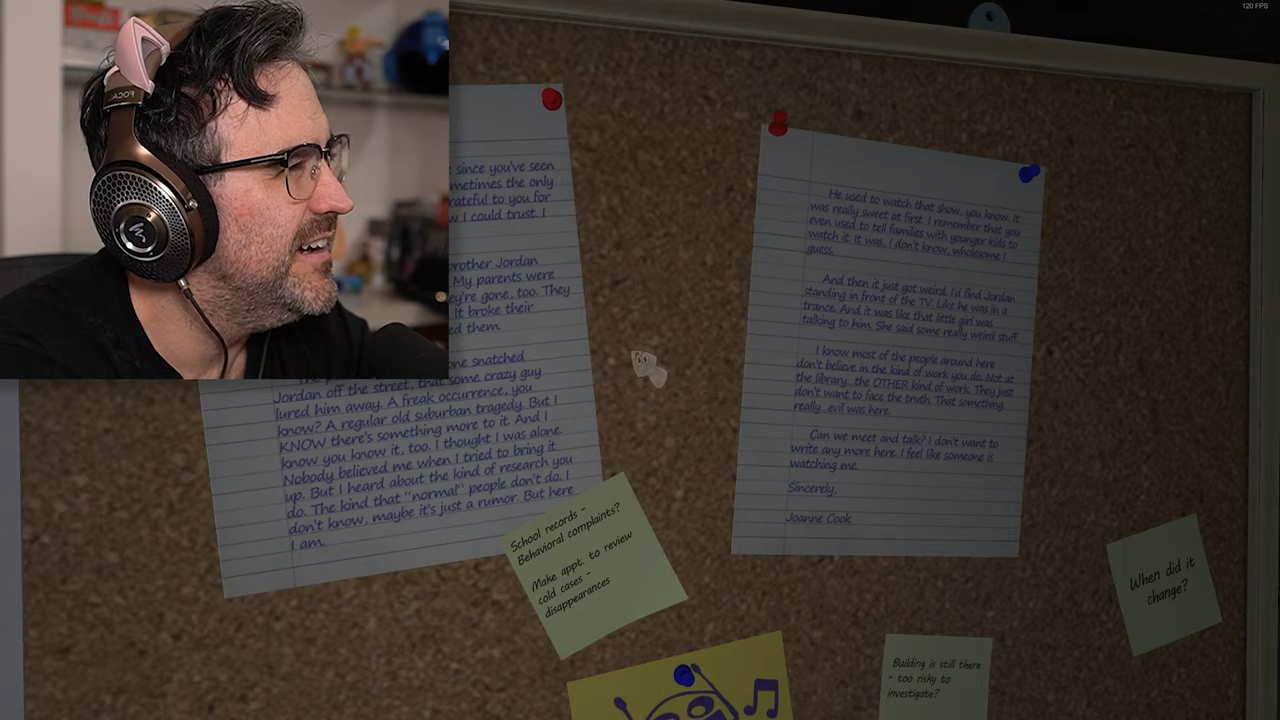 120 FPS
FOCAL
since you've seen
metimes the only
rateful to you for
w I could trust. I
brother Jordan
My parents were
ey're gone, too. They
It broke their
ed them.
one snatched
Jordan off the street, that some crazy guy
lured him away. A freak occurrence, you
know? A regular old suburban tragedy. But I
KNOW there's something more to it. And I
know you know it, too. I thought I was alone.
Nobody believed me when I tried to bring it
up. But I heard about the kind of research you
do. The kind that "normal" people don't do. I
don't know, maybe it's just a rumor. But here
I am.
He used to watch that show, you know. It
was really sweet at first. I remember that you
even used to tell families with younger kids to
watch it. It was, I don't know, wholesome I
guess.
And then it just got weird. I'd find Jordan
standing in front of the TV. Like he was in a
trance. And it was like that little girl was
talking to him. She said some really weird stuff.
I know most of the people around here
don't believe in the kind of work you do. Not at
the library.. the OTHER kind of work. They just
don't want to face the truth. That something
really.. evil was here.
Can we meet and talk? I don't want to
write any more here. I feel like someone is
watching me.
Sincerely,
Joanne Cook
School records -
Behavioral complaints?
Make appt. to review
cold cases -
disappearances
When did it
change?
Building is still there
- too risky to
investigate?